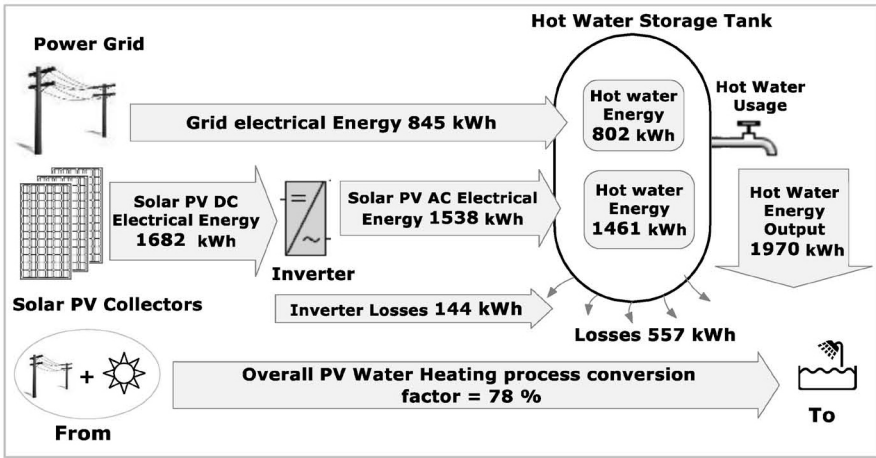 Hot Water Storage Tank
Power Grid
Hot Water
Usage
Hot water
Energy
802 kWh
Grid electrical Energy 845 kWh
Solar PV DC
Electrical Energy
1682 kWh
Solar PV AC Electrical
Energy 1538 kWh
Hot water
Energy
1461 kWh
Hot Water
Energy
Output
1970 kWh
Inverter
Solar PV Collectors
Inverter Losses 144 kWh
Losses 557 kWh
Overall PV Water Heating process conversion
factor = 78 %
+
From
To